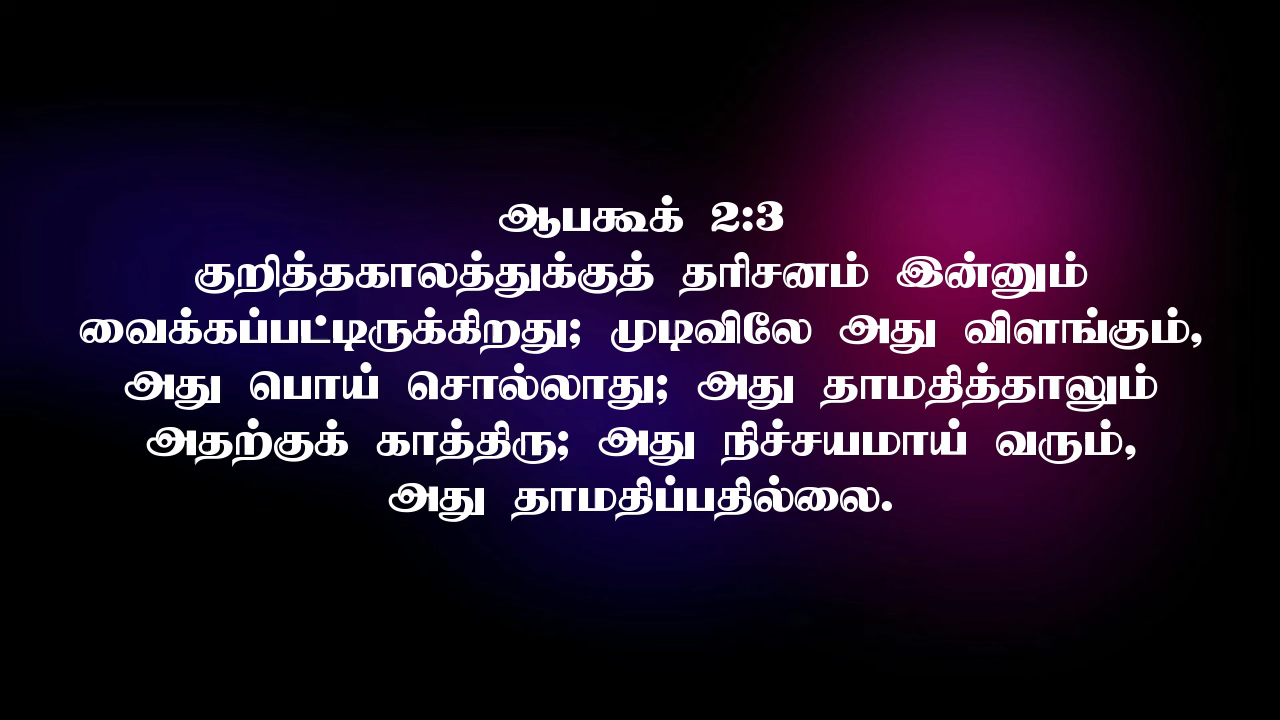 ஆபகூக் 2:3
குறித்தகாலத்துக்குத் தரிசனம் இன்னும்
வைக்கப்பட்டிருக்கிறது; முடிவிலே அது விளங்கும்,
அது பொய் சொல்லாது; அது தாமதித்தாலும்
அதற்குக் காத்திரு; அது நிச்சயமாய் வரும்,
அது தாமதிப்பதில்லை.